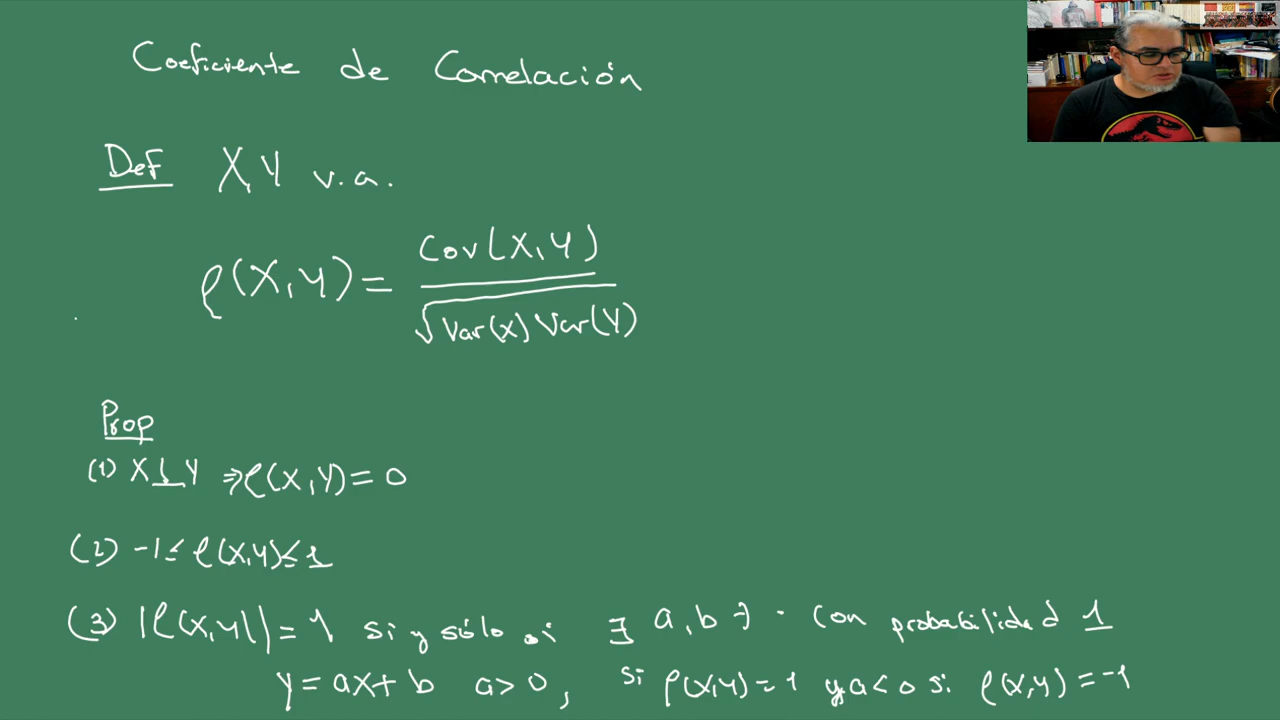 Coeficiente de Correlación
Def X, Y v.a.
ρ(X,Y) = Cov(X,Y) / √Var(X) Var(Y)
Prop
(1) X⊥Y ⇒ ρ(X,Y) = 0
(2) -1 ≤ ρ(X,Y) ≤ 1
(3) |ρ(X,Y)| = 1 si y sólo si ∃ a, b ∋ · con probabilidad 1
Y = aX + b a > 0, si ρ(X,Y) = 1 y a < 0 si ρ(X,Y) = -1